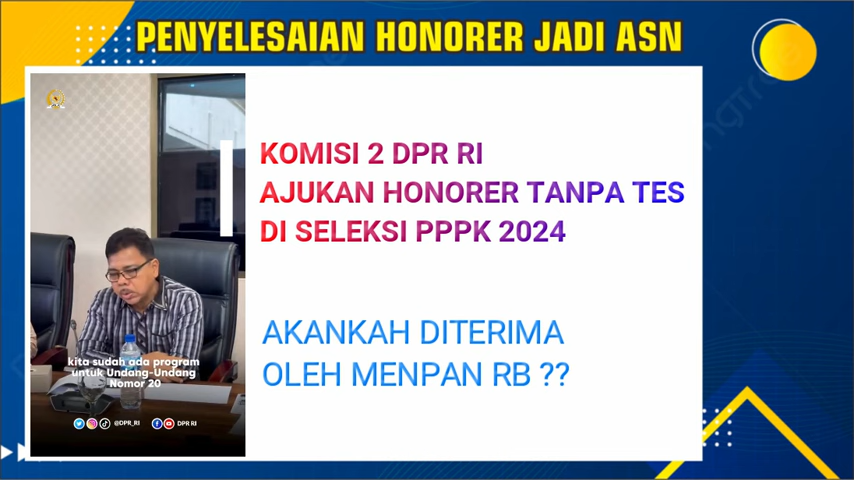 PENYELESAIAN HONORER JADI ASN
KOMISI 2 DPR RI
AJUKAN HONORER TANPA TES
DI SELEKSI PPPK 2024
AKANKAH DITERIMA
OLEH MENPAN RB ??
kita sudah ada program
untuk Undang-Undang
Nomor 20
@DPR_RI DPR RI